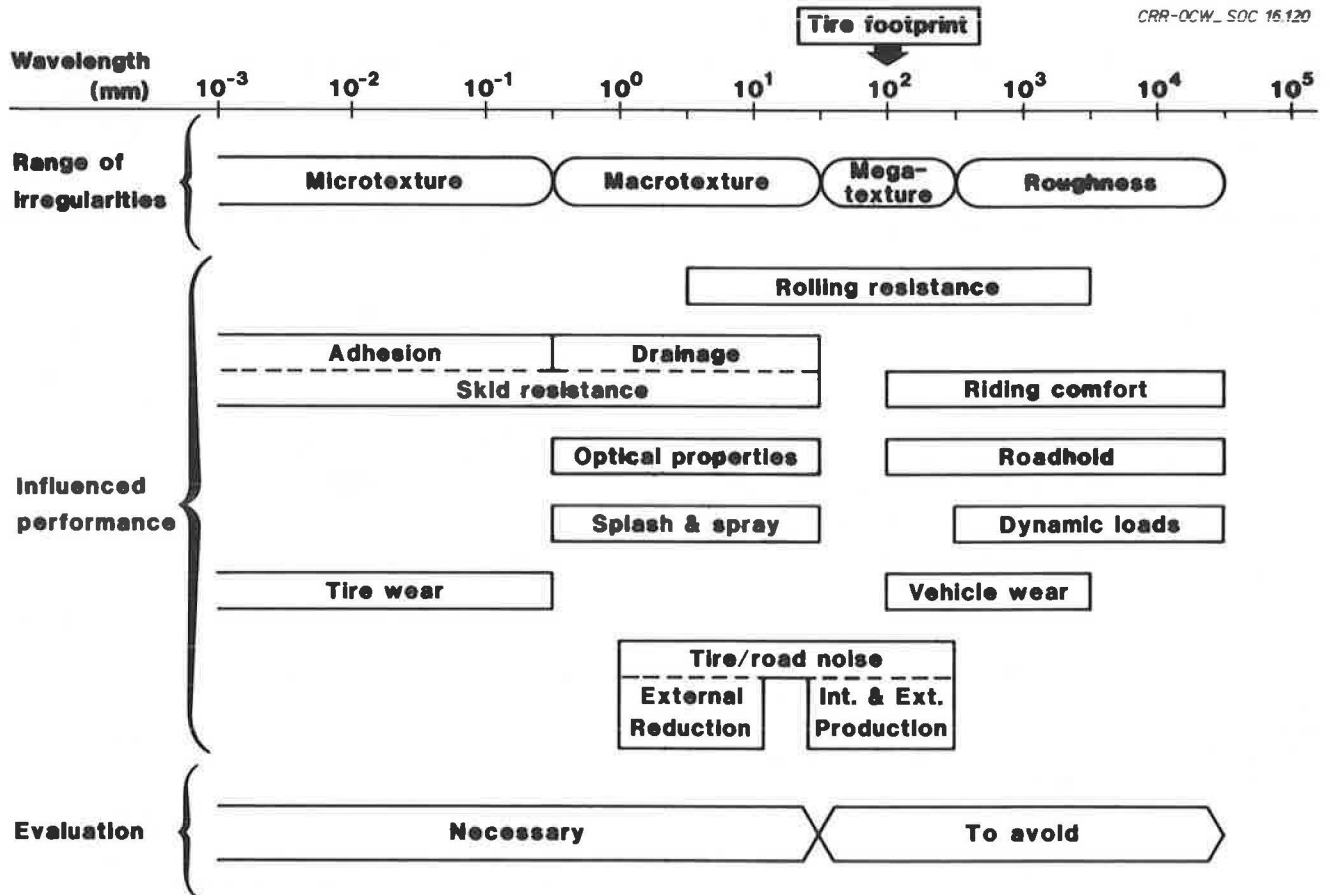 CRR-OCW_SOC 16.120
Tire footprint
Wavelength
(mm)
10⁻³ 10⁻² 10⁻¹ 10⁰ 10¹ 10² 10³ 10⁴ 10⁵
Range of
irregularities
Microtexture Macrotexture Mega-
texture Roughness
Rolling resistance
Adhesion Drainage
Skid resistance Riding comfort
Optical properties Roadhold
Influenced
performance
Splash & spray Dynamic loads
Tire wear Vehicle wear
Tire/road noise
External Int. & Ext.
Reduction Production
Evaluation Necessary To avoid